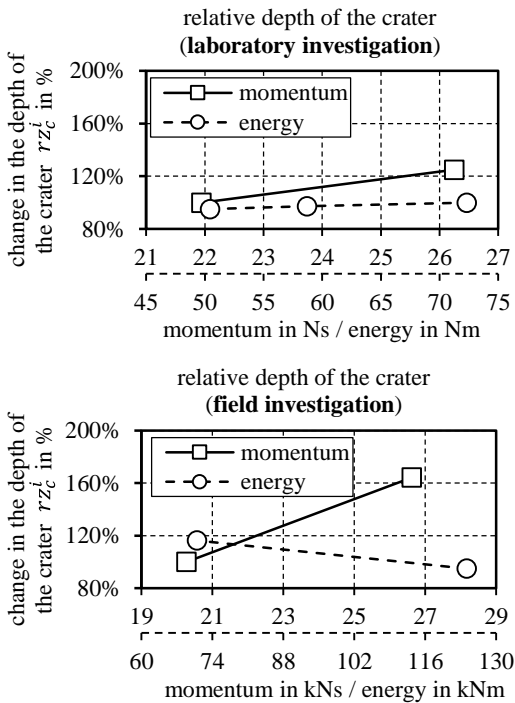 relative depth of the crater
(laboratory investigation)
change in the depth of
the crater rz_c^i in %
200%
160%
120%
80%
momentum
energy
21 22 23 24 25 26 27
45 50 55 60 65 70 75
momentum in Ns / energy in Nm
relative depth of the crater
(field investigation)
change in the depth of
the crater rz_c^i in %
200%
160%
120%
80%
momentum
energy
19 21 23 25 27 29
60 74 88 102 116 130
momentum in kNs / energy in kNm